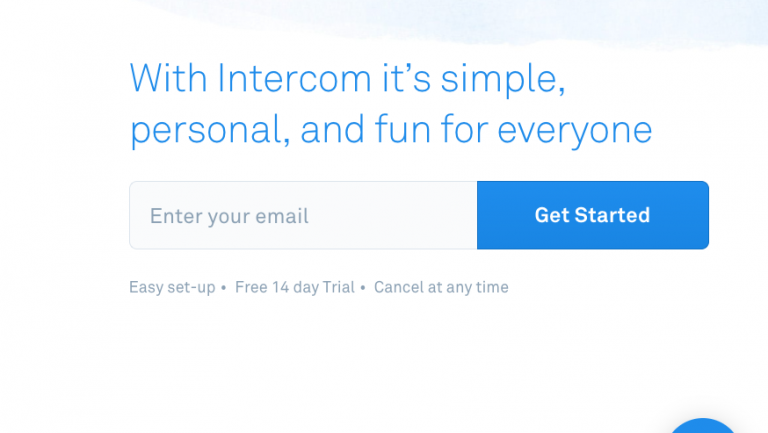 With Intercom it’s simple,
personal, and fun for everyone
Enter your email
Get Started
Easy set-up • Free 14 day Trial • Cancel at any time